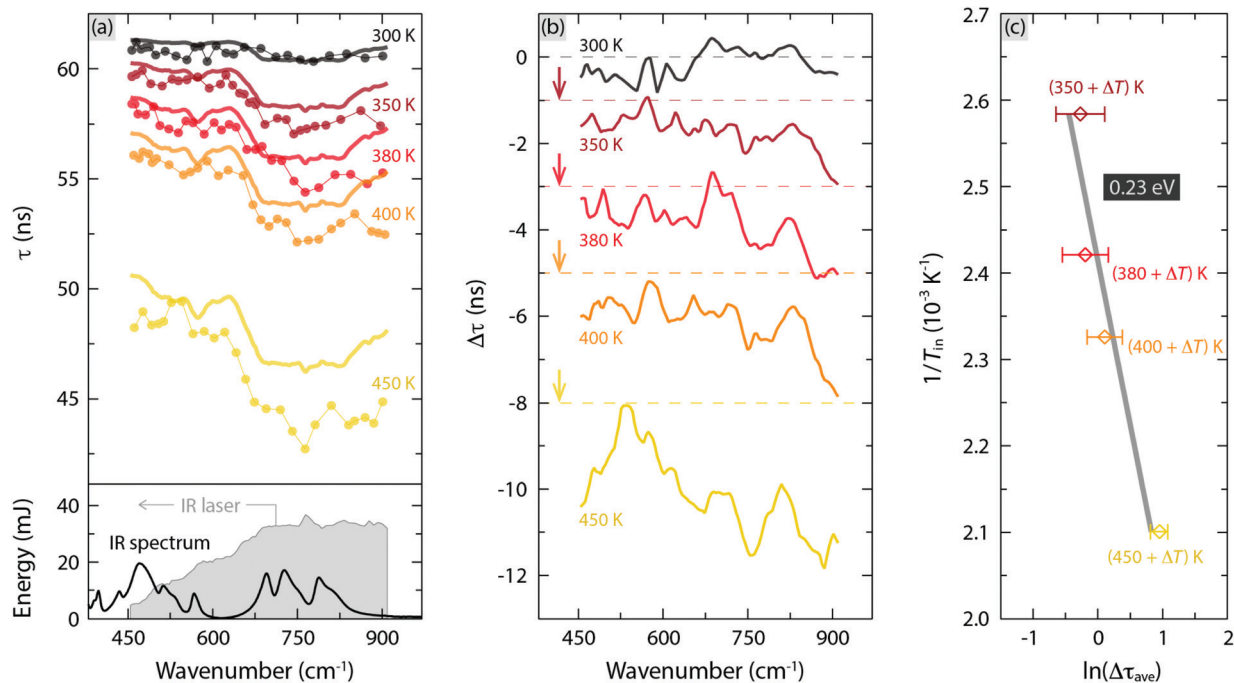 (a)
300 K
350 K
380 K
400 K
450 K
τ (ns)
60
55
50
45
IR laser
IR spectrum
Energy (mJ)
40
20
0
450
600
750
900
Wavenumber (cm⁻¹)
(b)
300 K
350 K
380 K
400 K
450 K
Δτ (ns)
0
-2
-4
-6
-8
-10
-12
450
600
750
900
Wavenumber (cm⁻¹)
(c)
(350 + ΔT) K
0.23 eV
(380 + ΔT) K
(400 + ΔT) K
(450 + ΔT) K
1/T_in (10⁻³ K⁻¹)
2.7
2.6
2.5
2.4
2.3
2.2
2.1
2.0
-1
0
1
2
ln(Δτ_ave)